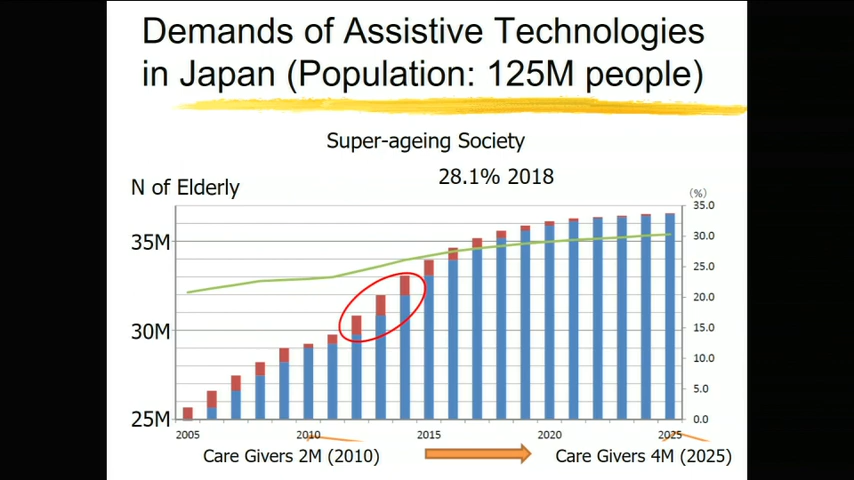 Demands of Assistive Technologies
in Japan (Population: 125M people)
Super-ageing Society
28.1% 2018
N of Elderly
(%)
35.0
35M
30.0
25.0
20.0
30M
15.0
10.0
5.0
25M
0.0
2005
2010
2015
2020
2025
Care Givers 2M (2010)
Care Givers 4M (2025)